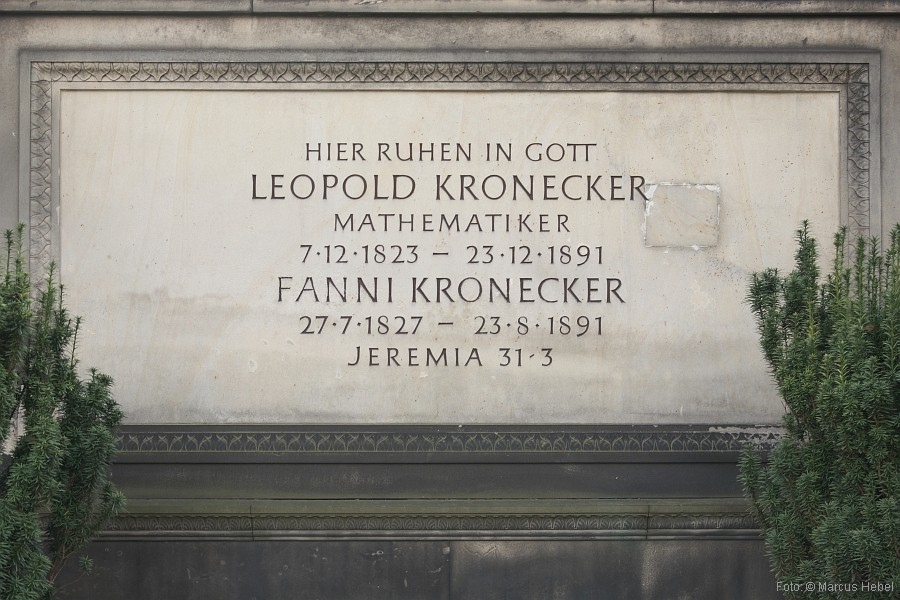 HIER RUHEN IN GOTT
LEOPOLD KRONECKER
MATHEMATIKER
7·12·1823 – 23·12·1891
FANNI KRONECKER
27·7·1827 – 23·8·1891
JEREMIA 31·3
Foto: © Marcus Hebel